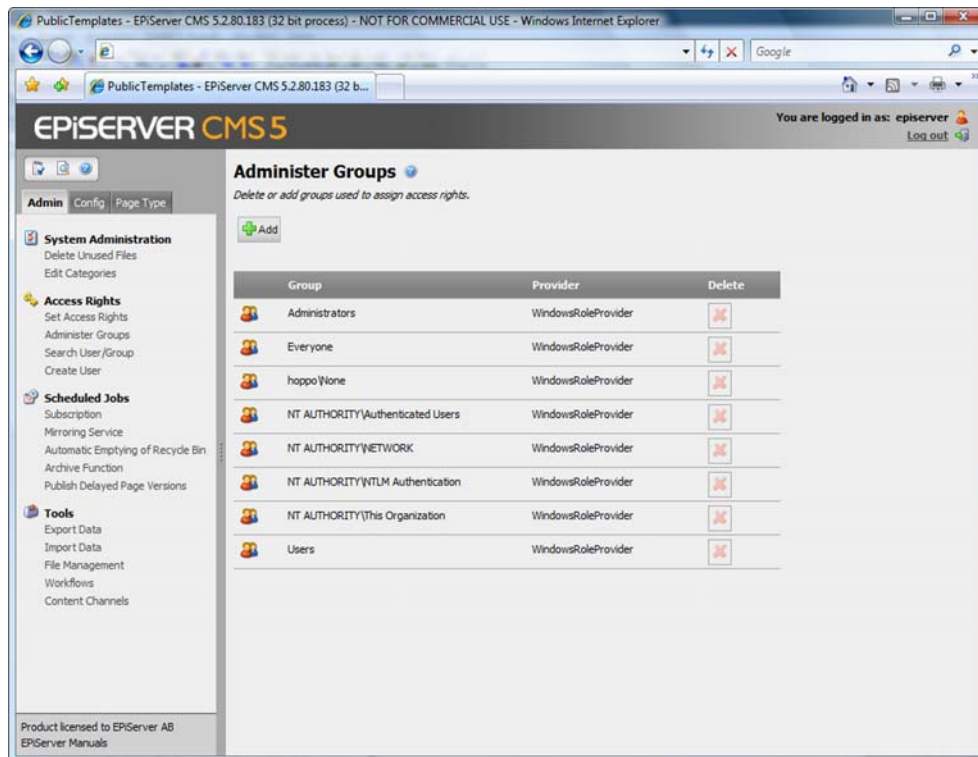 PublicTemplates - EPiServer CMS 5.2.80.183 (32 bit process) - NOT FOR COMMERCIAL USE - Windows Internet Explorer
Google
PublicTemplates - EPiServer CMS 5.2.80.183 (32 b...
EPiSERVER CMS 5
You are logged in as: episerver
Log out
Admin Config Page Type
System Administration
Delete Unused Files
Edit Categories
Access Rights
Set Access Rights
Administer Groups
Search User/Group
Create User
Scheduled Jobs
Subscription
Mirroring Service
Automatic Emptying of Recycle Bin
Archive Function
Publish Delayed Page Versions
Tools
Export Data
Import Data
File Management
Workflows
Content Channels
Product licensed to EPiServer AB
EPiServer Manuals
Administer Groups
Delete or add groups used to assign access rights.
Add
Group Provider Delete
Administrators WindowsRoleProvider
Everyone WindowsRoleProvider
hoppo\None WindowsRoleProvider
NT AUTHORITY\Authenticated Users WindowsRoleProvider
NT AUTHORITY\NETWORK WindowsRoleProvider
NT AUTHORITY\NTLM Authentication WindowsRoleProvider
NT AUTHORITY\This Organization WindowsRoleProvider
Users WindowsRoleProvider